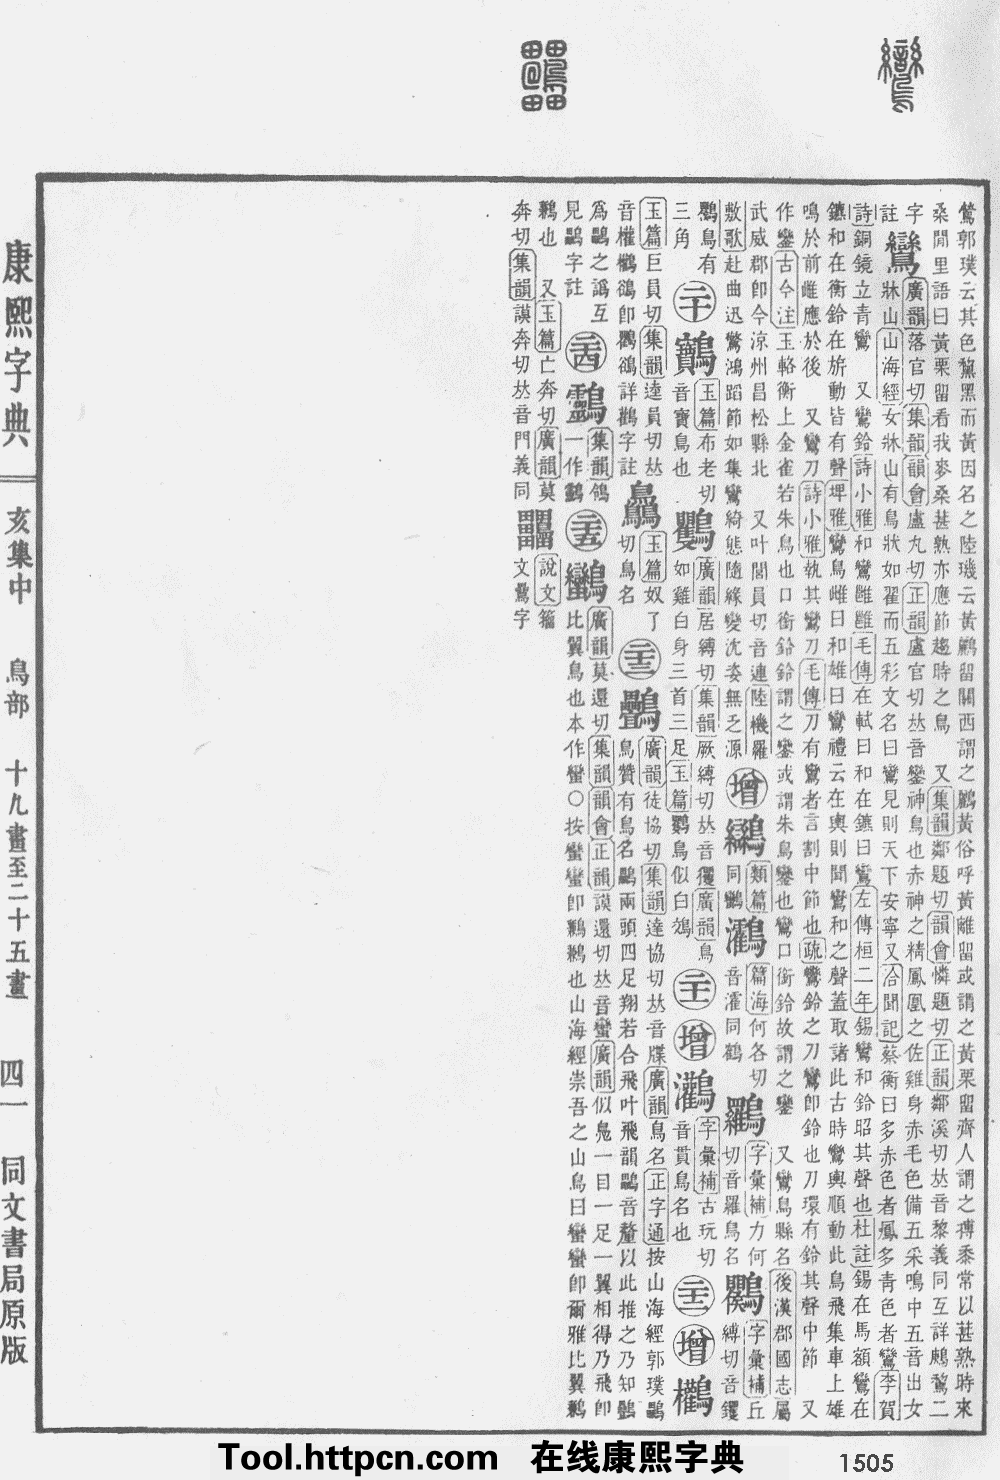 鶯郭璞云其色黧黑而黃因名之陸璣云黃鸝留關西謂之鸝黃俗呼黃離留或謂之黃栗留齊人謂之摶黍常以葚熟時來
桑閒里語曰黃栗留看我麥桑葚熟亦應節趨時之鳥 又集韻鄰題切韻會憐題切正韻鄰溪切𠀤音黎義同互詳鶊鶖二
字 鸞 廣韻落官切集韻韻會盧丸切正韻盧官切𠀤音鑾神鳥也赤神之精鳳凰之佐雞身赤毛色備五采鳴中五音出女
註 牀山山海經女牀山有鳥狀如翟而五彩文名曰鸞見則天下安寧又洽聞記蔡衡曰多赤色者鳳多青色者鸞李賀
詩銅鏡立青鸞 又鸞鈴詩小雅和鸞雝雝毛傳在軾曰和在鑣曰鸞左傳桓二年錫鸞和鈴昭其聲也杜註錫在馬額鸞在
鑣和在衡鈴在旂動皆有聲埤雅鸞鳥雌曰和雄曰鸞禮云在輿則聞鸞和之聲蓋取諸此古時鸞輿順動此鳥飛集車上雄
鳴於前雌應於後 又鸞刀詩小雅執其鸞刀毛傳刀有鸞者言割中節也疏鸞鈴之刀鸞卽鈴也刀環有鈴其聲中節 又
作鑾古今注玉輅衡上金雀若朱鳥也口銜鈴鈴謂之鑾或謂朱鳥鑾也鸞口銜鈴故謂之鑾 又鸞鳥縣名後漢郡國志屬
武威郡卽今涼州昌松縣北 又叶閭員切音連陸機羅
敷歌赴曲迅驚鴻蹈節如集鸞綺態隨緣變沈姿無乏源
增
類篇同鸝
篇海何各切音濩同鶴
字彙補力何切音羅鳥名
字彙補丘縛切音钁
鸚鳥有三角
二十
玉篇布老切音寶鳥也
廣韻居縛切集韻厥縛切𠀤音玃廣韻鳥如雞白身三首三足玉篇鸚鳥似白鵁
二十一
增
字彙補古玩切音貫鳥名也
二十二
增
玉篇巨員切集韻逵員切𠀤音權鸛鵒卽鸜鵒詳鸛字註
玉篇奴了切鳥名
二十三
廣韻徒協切集韻達協切𠀤音牒廣韻鳥名正字通按山海經郭璞
鳥贊有鳥名 兩頭四足翔若合飛叶飛韻 音釐以此推之乃知
爲 之譌互見 字註
二十四
集韻鴒一作
二十五
廣韻莫還切集韻韻會正韻謨還切𠀤音蠻廣韻似鳧一目一足一翼相得乃飛卽
比翼鳥也本作蠻〇按蠻蠻卽鶼鶼也山海經崇吾之山鳥曰蠻蠻卽爾雅比翼鶼
鶼也 又玉篇亡奔切廣韻莫
奔切集韻謨奔切𠀤音門義同
說文籀文鷽字
康熙字典
亥集中 鳥部 十九畫至二十五畫 四一 同文書局原版
Tool.httpcn.com 在线康熙字典
1505